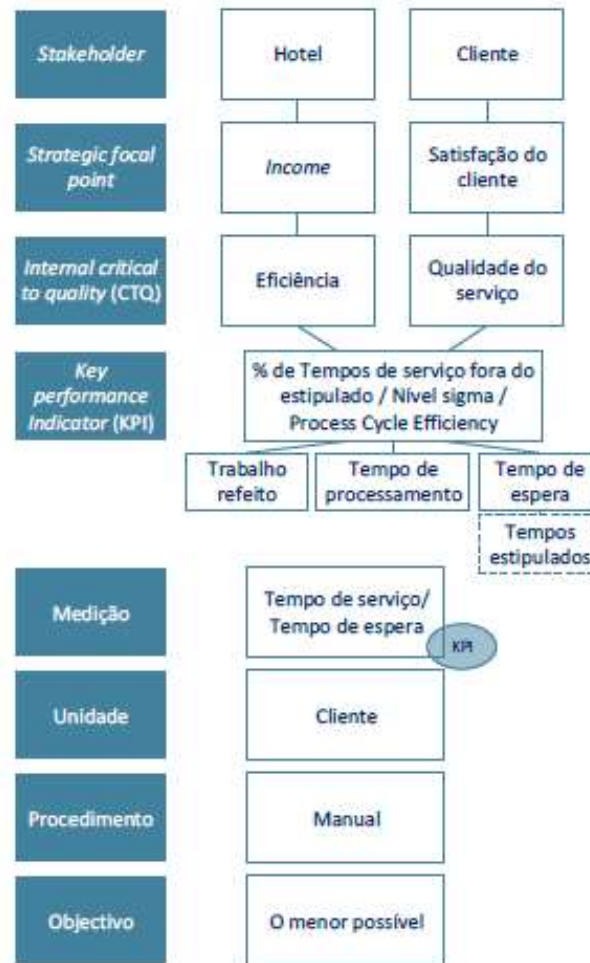 Stakeholder
Hotel
Cliente
Strategic focal
point
Income
Satisfação do
cliente
Internal critical
to quality (CTQ)
Eficiência
Qualidade do
serviço
Key
performance
Indicator (KPI)
% de Tempos de serviço fora do
estipulado / Nível sigma /
Process Cycle Efficiency
Trabalho
refeito
Tempo de
processamento
Tempo de
espera
Tempos
estipulados
Medição
Tempo de serviço/
Tempo de espera
KPI
Unidade
Cliente
Procedimento
Manual
Objectivo
O menor possível